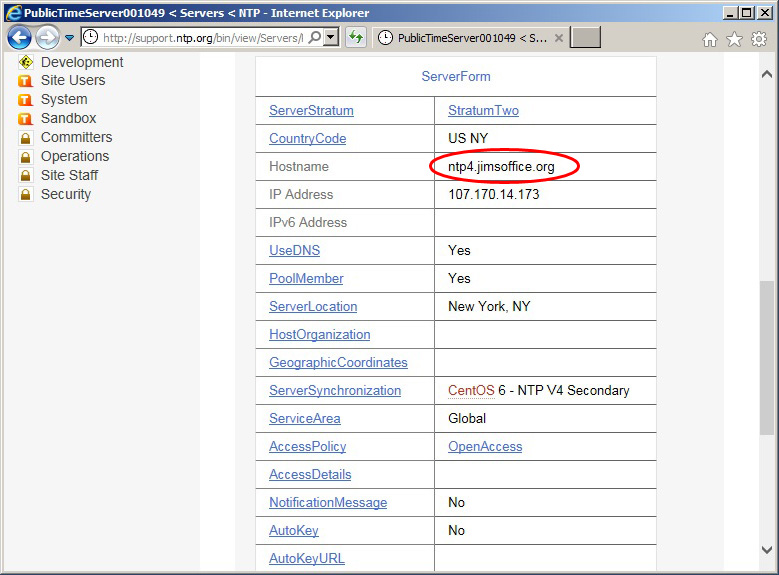 PublicTimeServer001049 < Servers < NTP - Internet Explorer
http://support.ntp.org/bin/view/Servers/
PublicTimeServer001049 < S...
Development
Site Users
System
Sandbox
Committers
Operations
Site Staff
Security
ServerForm
ServerStratum StratumTwo
CountryCode US NY
Hostname ntp4.jimsoffice.org
IP Address 107.170.14.173
IPv6 Address
UseDNS Yes
PoolMember Yes
ServerLocation New York, NY
HostOrganization
GeographicCoordinates
ServerSynchronization CentOS 6 - NTP V4 Secondary
ServiceArea Global
AccessPolicy OpenAccess
AccessDetails
NotificationMessage No
AutoKey No
AutoKeyURL